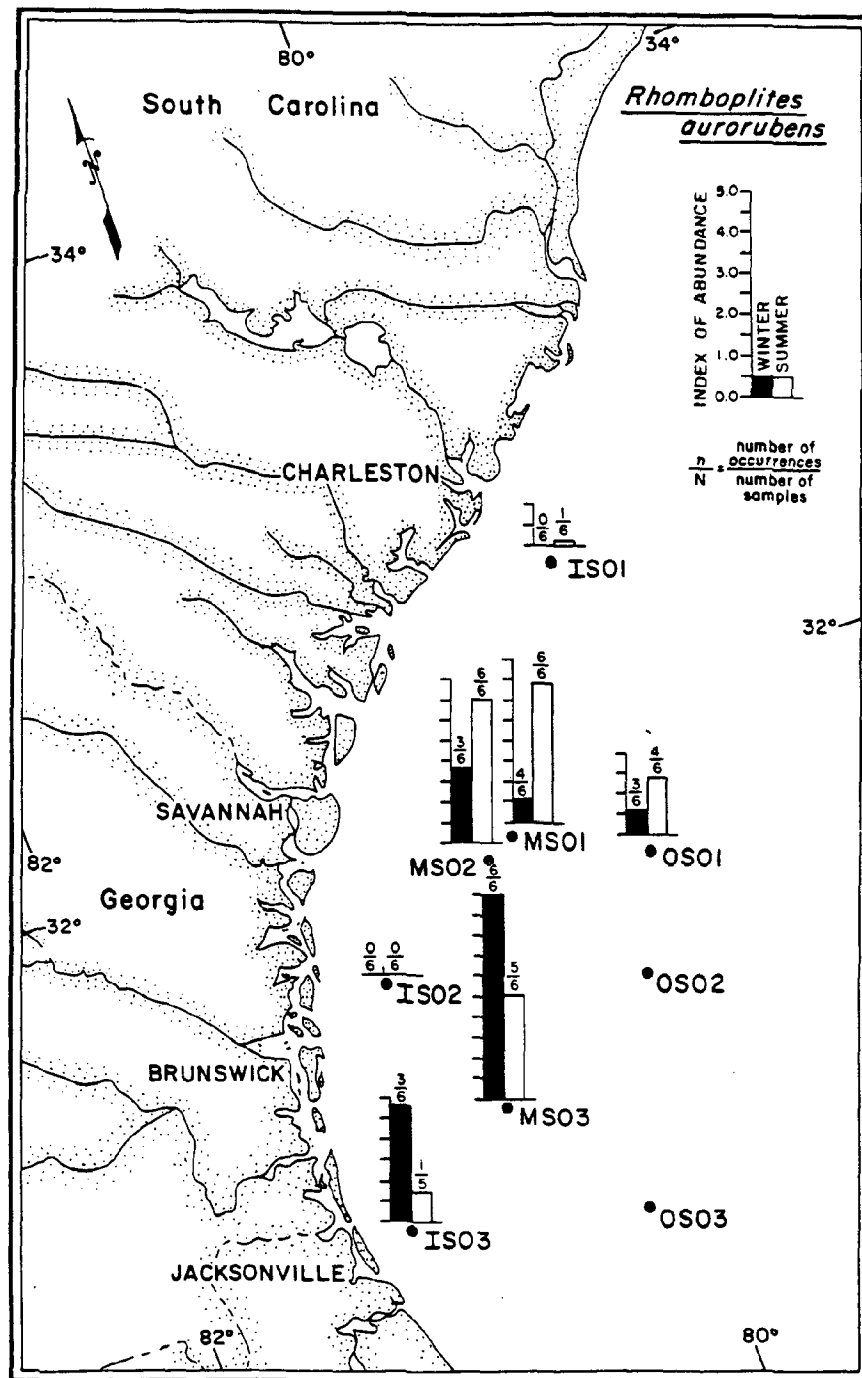 80°
34°
South Carolina
Rhomboplites
aurorubens
34°
INDEX OF ABUNDANCE
5.0
4.0
3.0
2.0
1.0
0.0
WINTER
SUMMER
n/N = number of occurrences / number of samples
CHARLESTON
0/6 1/6
IS01
32°
3/6 6/6
4/6 6/6
3/6 4/6
SAVANNAH
MS02
MS01
OS01
82°
Georgia
32°
6/6 5/6
0/6 0/6
IS02
OS02
BRUNSWICK
MS03
3/6 1/5
IS03
OS03
JACKSONVILLE
82°
80°